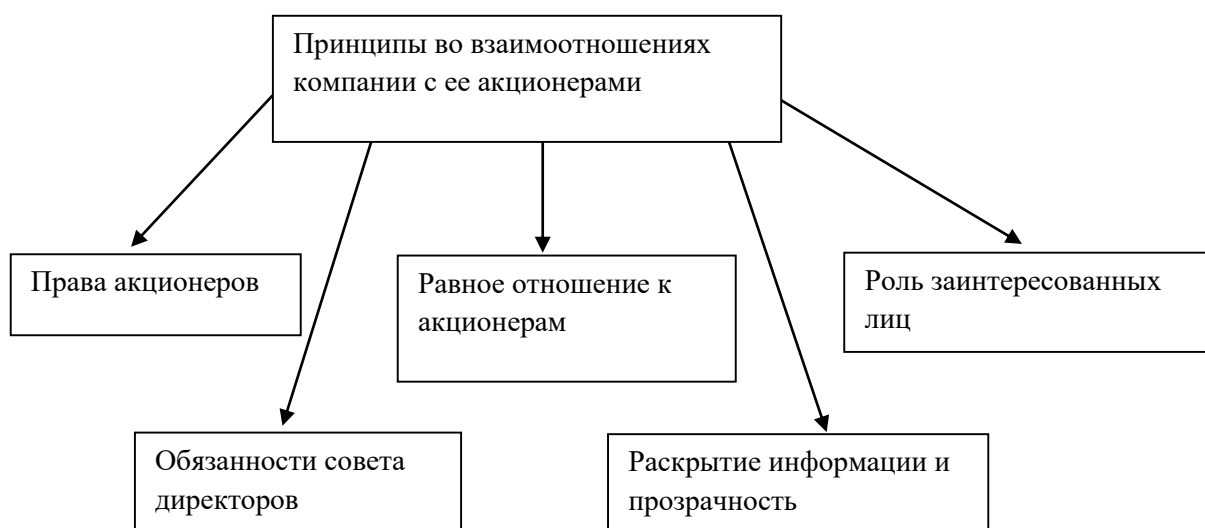 Принципы во взаимоотношениях
компании с ее акционерами
Права акционеров
Равное отношение к
акционерам
Роль заинтересованных
лиц
Обязанности совета
директоров
Раскрытие информации и
прозрачность